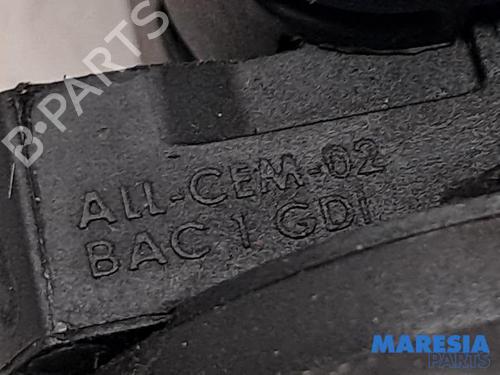 B-PARTS
ALL-CEM-02
BAC 1 GDI
MARESIA
PARTS